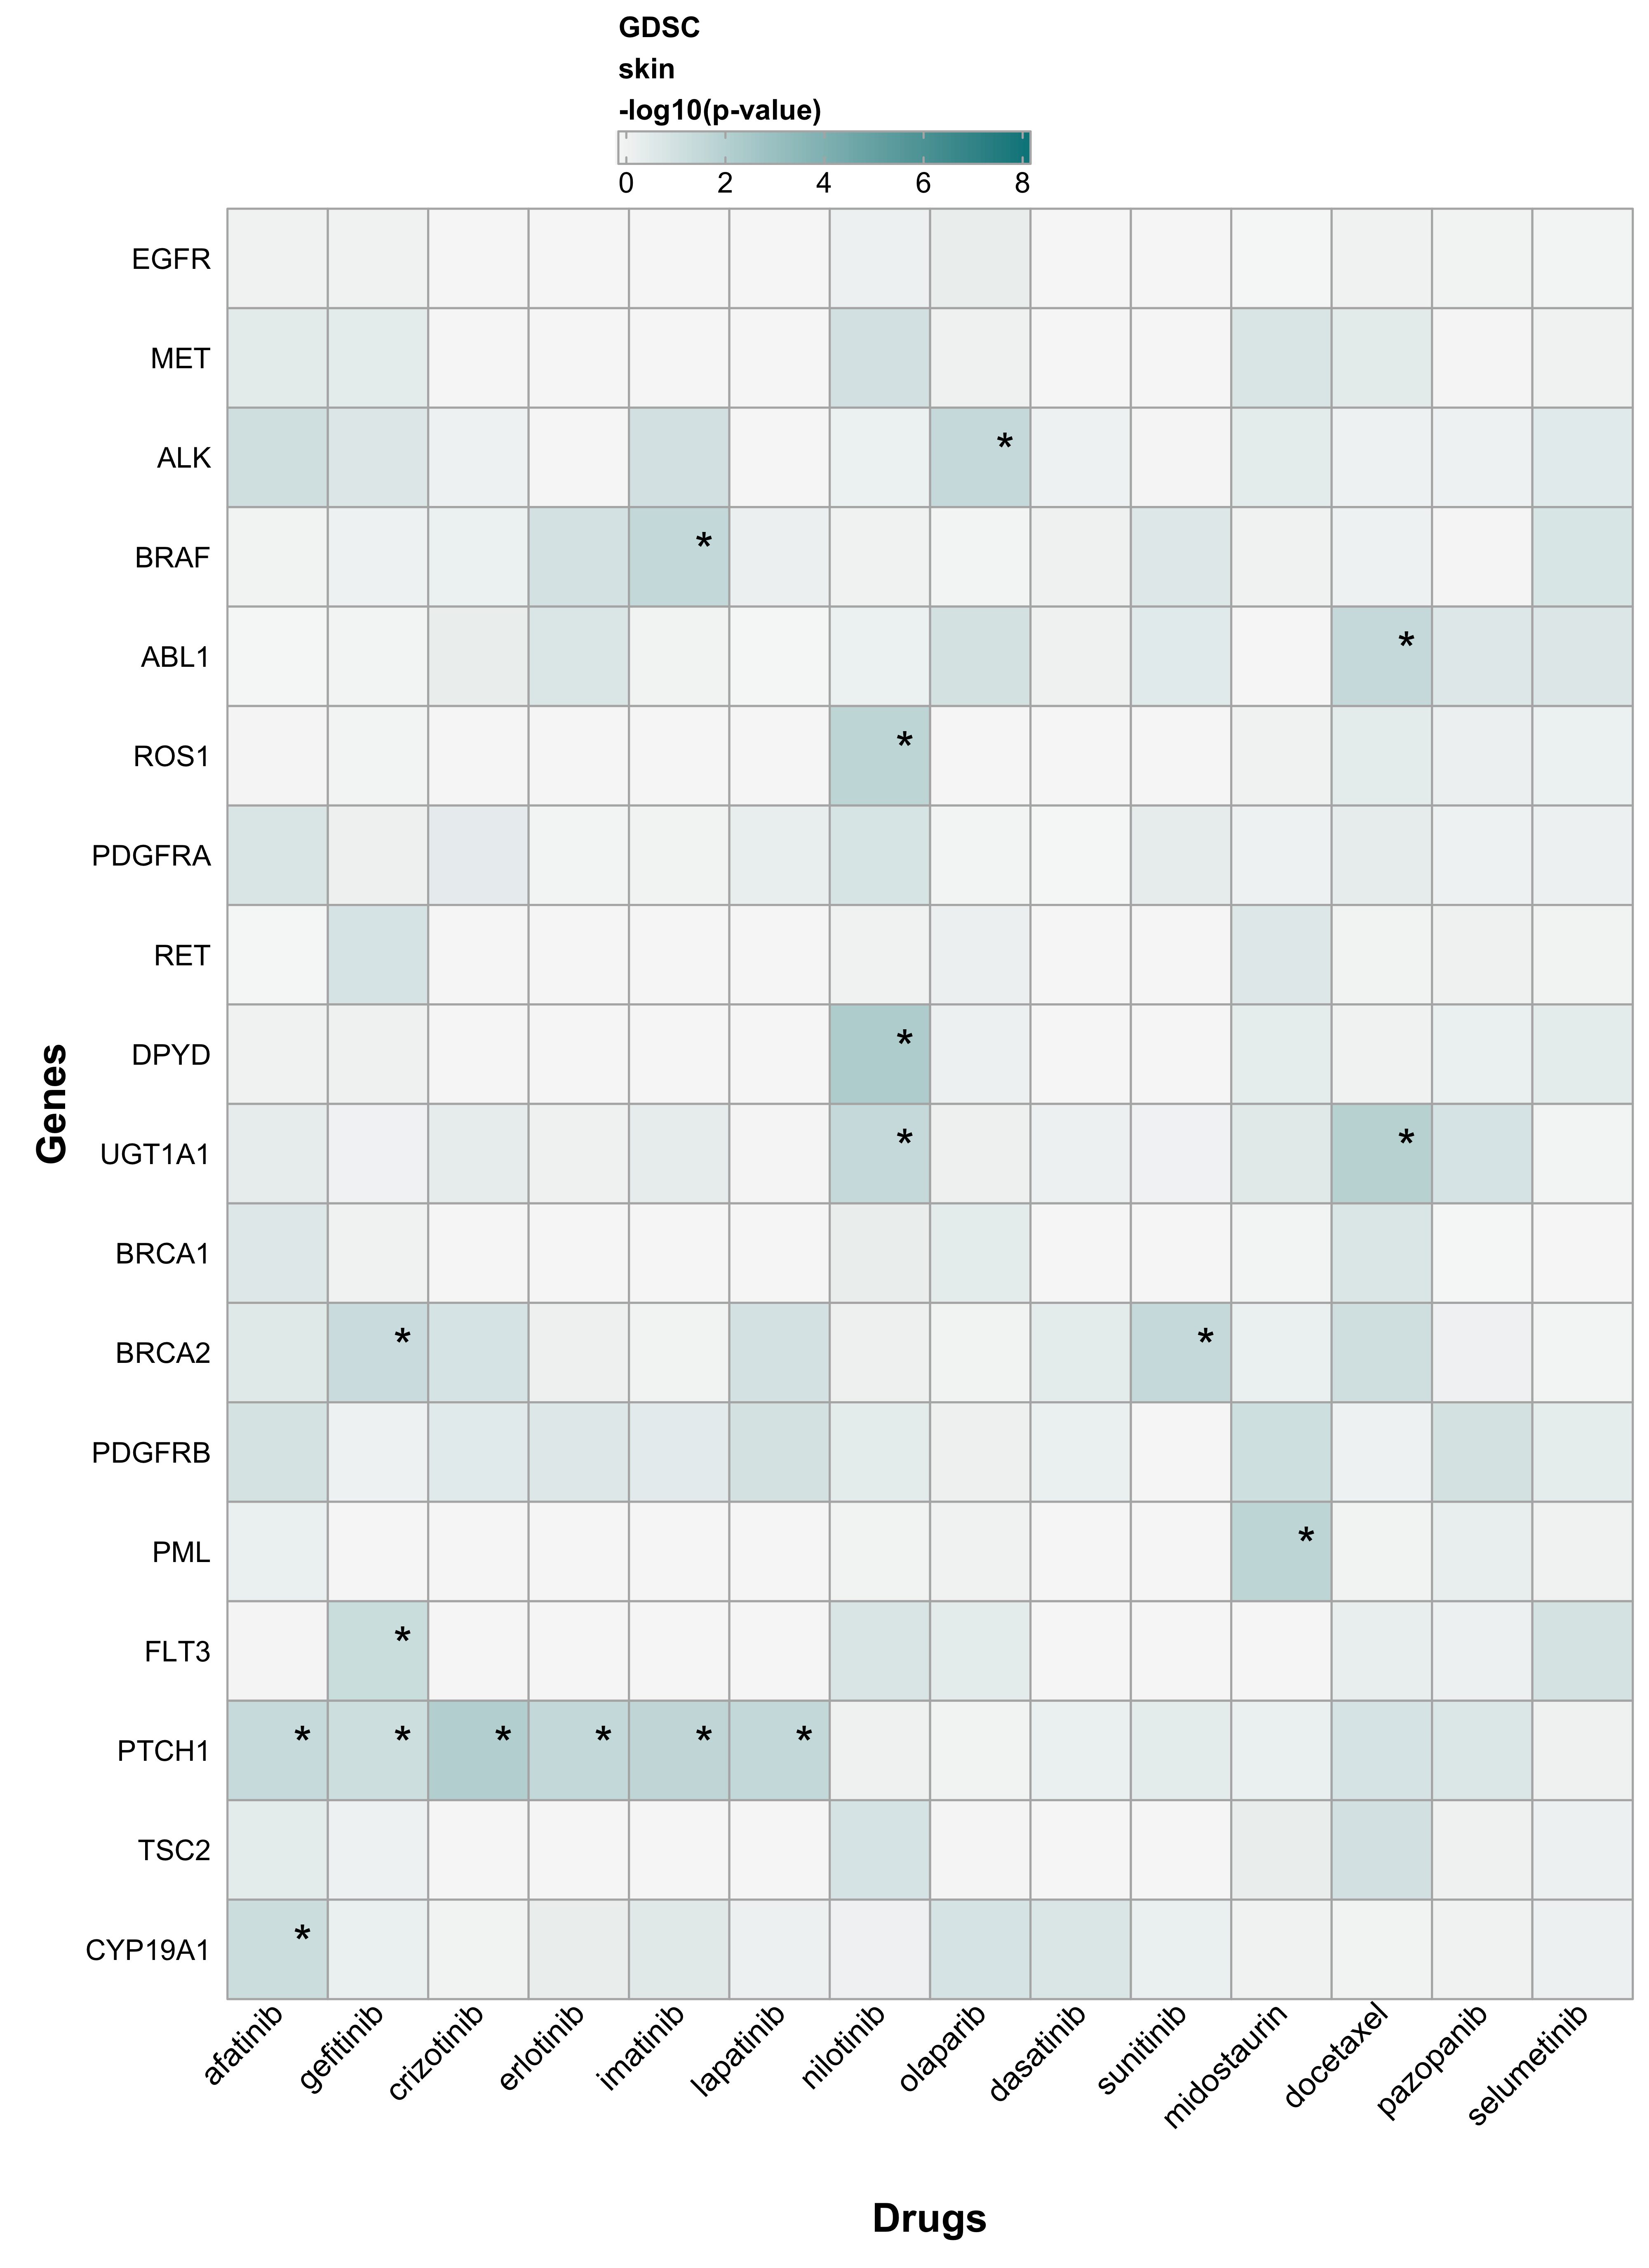 GDSC
skin
-log10(p-value)
0 2 4 6 8
EGFR
MET
ALK *
BRAF *
ABL1 *
ROS1 *
PDGFRA
RET
DPYD *
UGT1A1 * *
BRCA1
BRCA2 * *
PDGFRB
PML *
FLT3 *
PTCH1 * * * * * *
TSC2
CYP19A1 *
Genes
afatinib gefitinib crizotinib erlotinib imatinib lapatinib nilotinib olaparib dasatinib sunitinib midostaurin docetaxel pazopanib selumetinib
Drugs